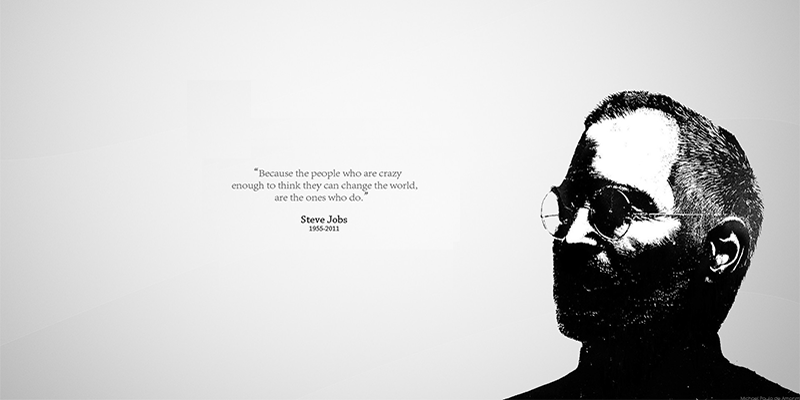 “Because the people who are crazy
enough to think they can change the world,
are the ones who do.”
Steve Jobs
1955-2011